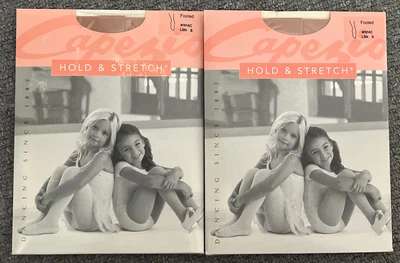 Capezio
HOLD & STRETCH®
Footed
DANCING SINCE 1887
Capezio
HOLD & STRETCH®
Footed
DANCING SINCE 1887